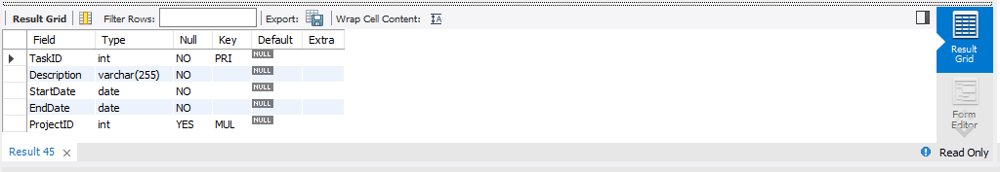 Result Grid Filter Rows: Export: Wrap Cell Content: IA
Field Type Null Key Default Extra
TaskID int NO PRI NULL
Description varchar(255) NO NULL
StartDate date NO NULL
EndDate date NO NULL
ProjectID int YES MUL NULL
Result
Grid
Form
Editor
Result 45 × Read Only